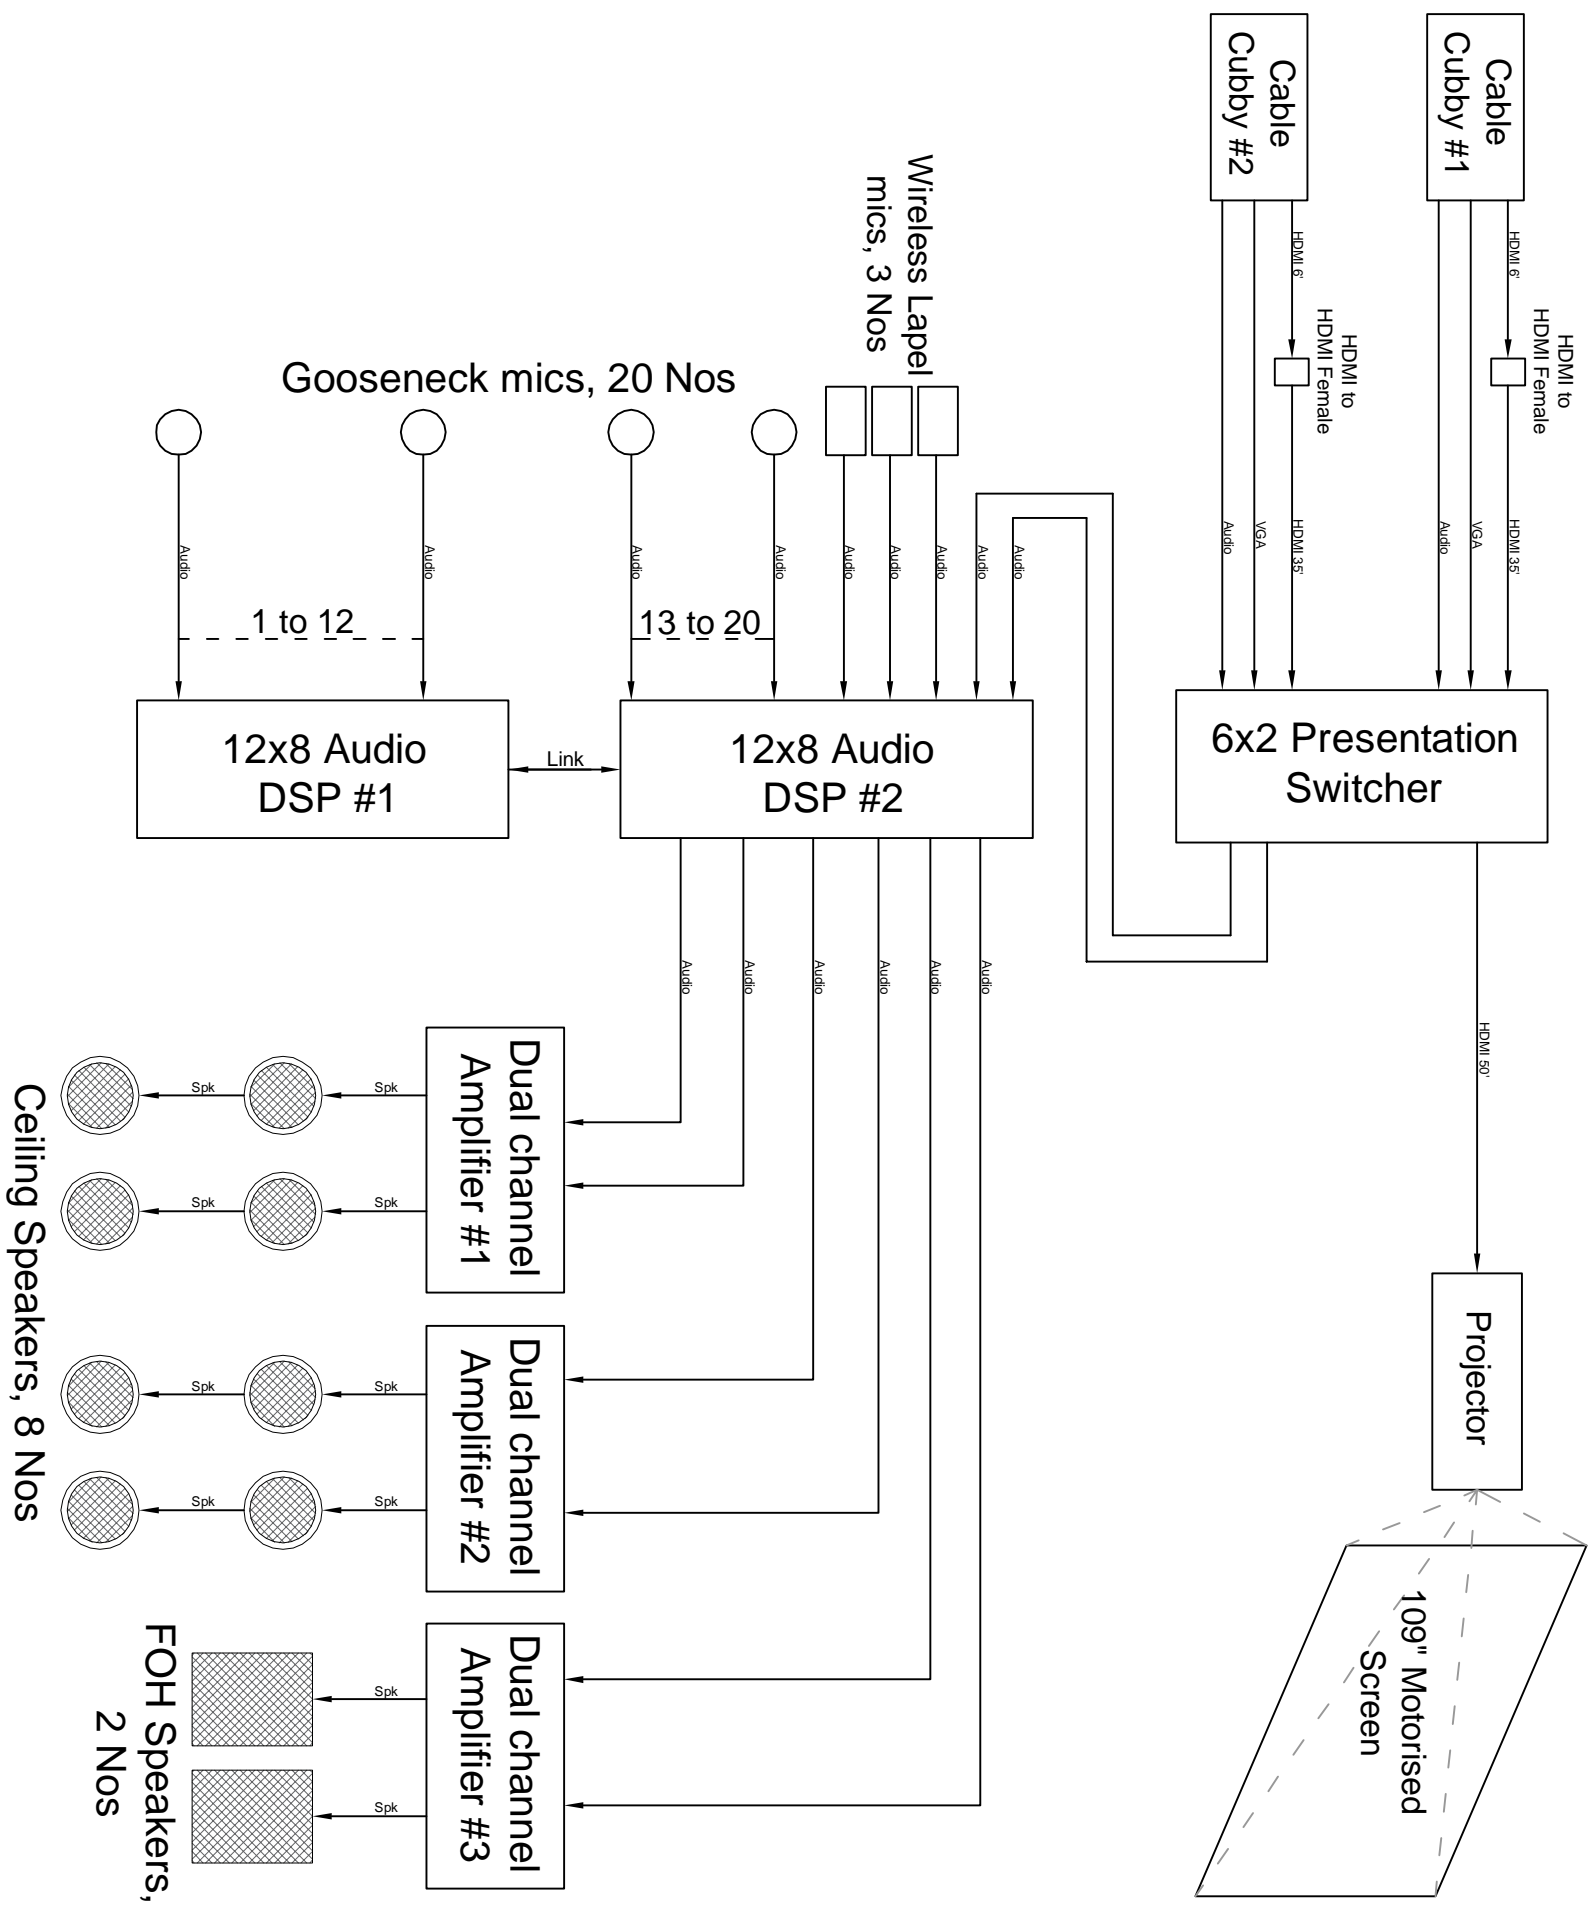 Cable
Cubby #1
HDMI 6'
HDMI to
HDMI Female
HDMI 35'
VGA
Audio
Cable
Cubby #2
HDMI 6'
HDMI to
HDMI Female
HDMI 35'
VGA
Audio
6x2 Presentation
Switcher
HDMI 50'
Projector
109" Motorised
Screen
Wireless Lapel
mics, 3 Nos
Gooseneck mics, 20 Nos
Audio
Audio
Audio
Audio
Audio
Audio
Audio
Audio
Audio
1 to 12
13 to 20
12x8 Audio
DSP #1
Link
12x8 Audio
DSP #2
Audio
Audio
Audio
Audio
Audio
Audio
Dual channel
Amplifier #1
Spk
Spk
Spk
Spk
Dual channel
Amplifier #2
Spk
Spk
Spk
Spk
Ceiling Speakers, 8 Nos
Dual channel
Amplifier #3
Spk
Spk
FOH Speakers,
2 Nos